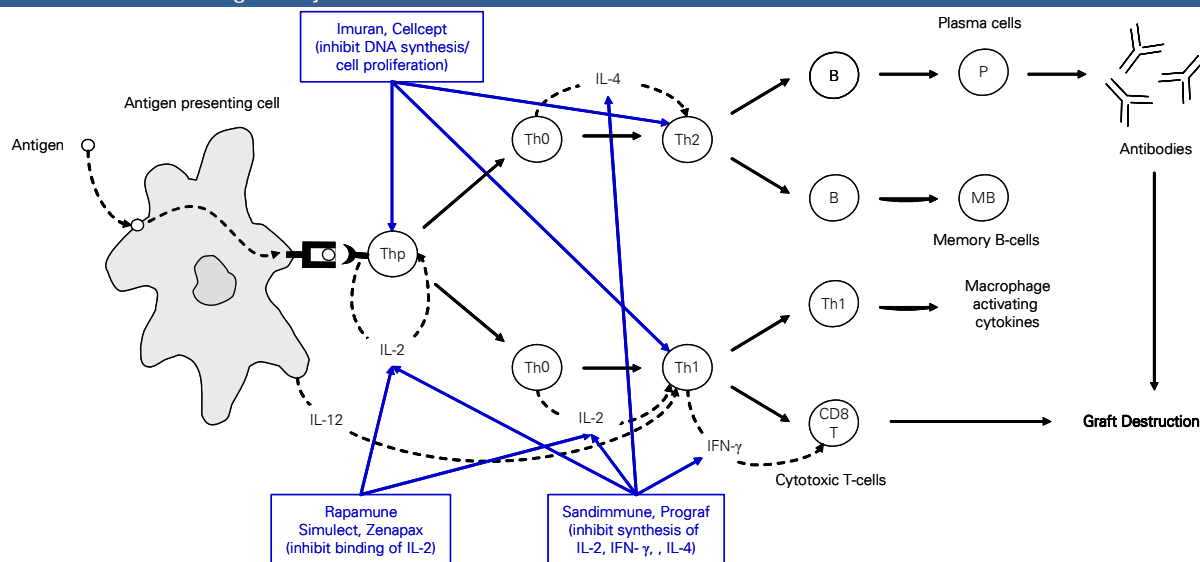 Imuran, Cellcept
(inhibit DNA synthesis/
cell proliferation)
Plasma cells
IL-4
B
P
Antigen presenting cell
Antigen
Th0
Th2
Antibodies
B
MB
Memory B-cells
Thp
Macrophage
activating
cytokines
Th1
IL-2
Th0
Th1
IL-12
IL-2
CD8
T
Graft Destruction
IFN-γ
Cytotoxic T-cells
Rapamune
Simulect, Zenapax
(inhibit binding of IL-2)
Sandimmune, Prograf
(inhibit synthesis of
IL-2, IFN- γ, , IL-4)